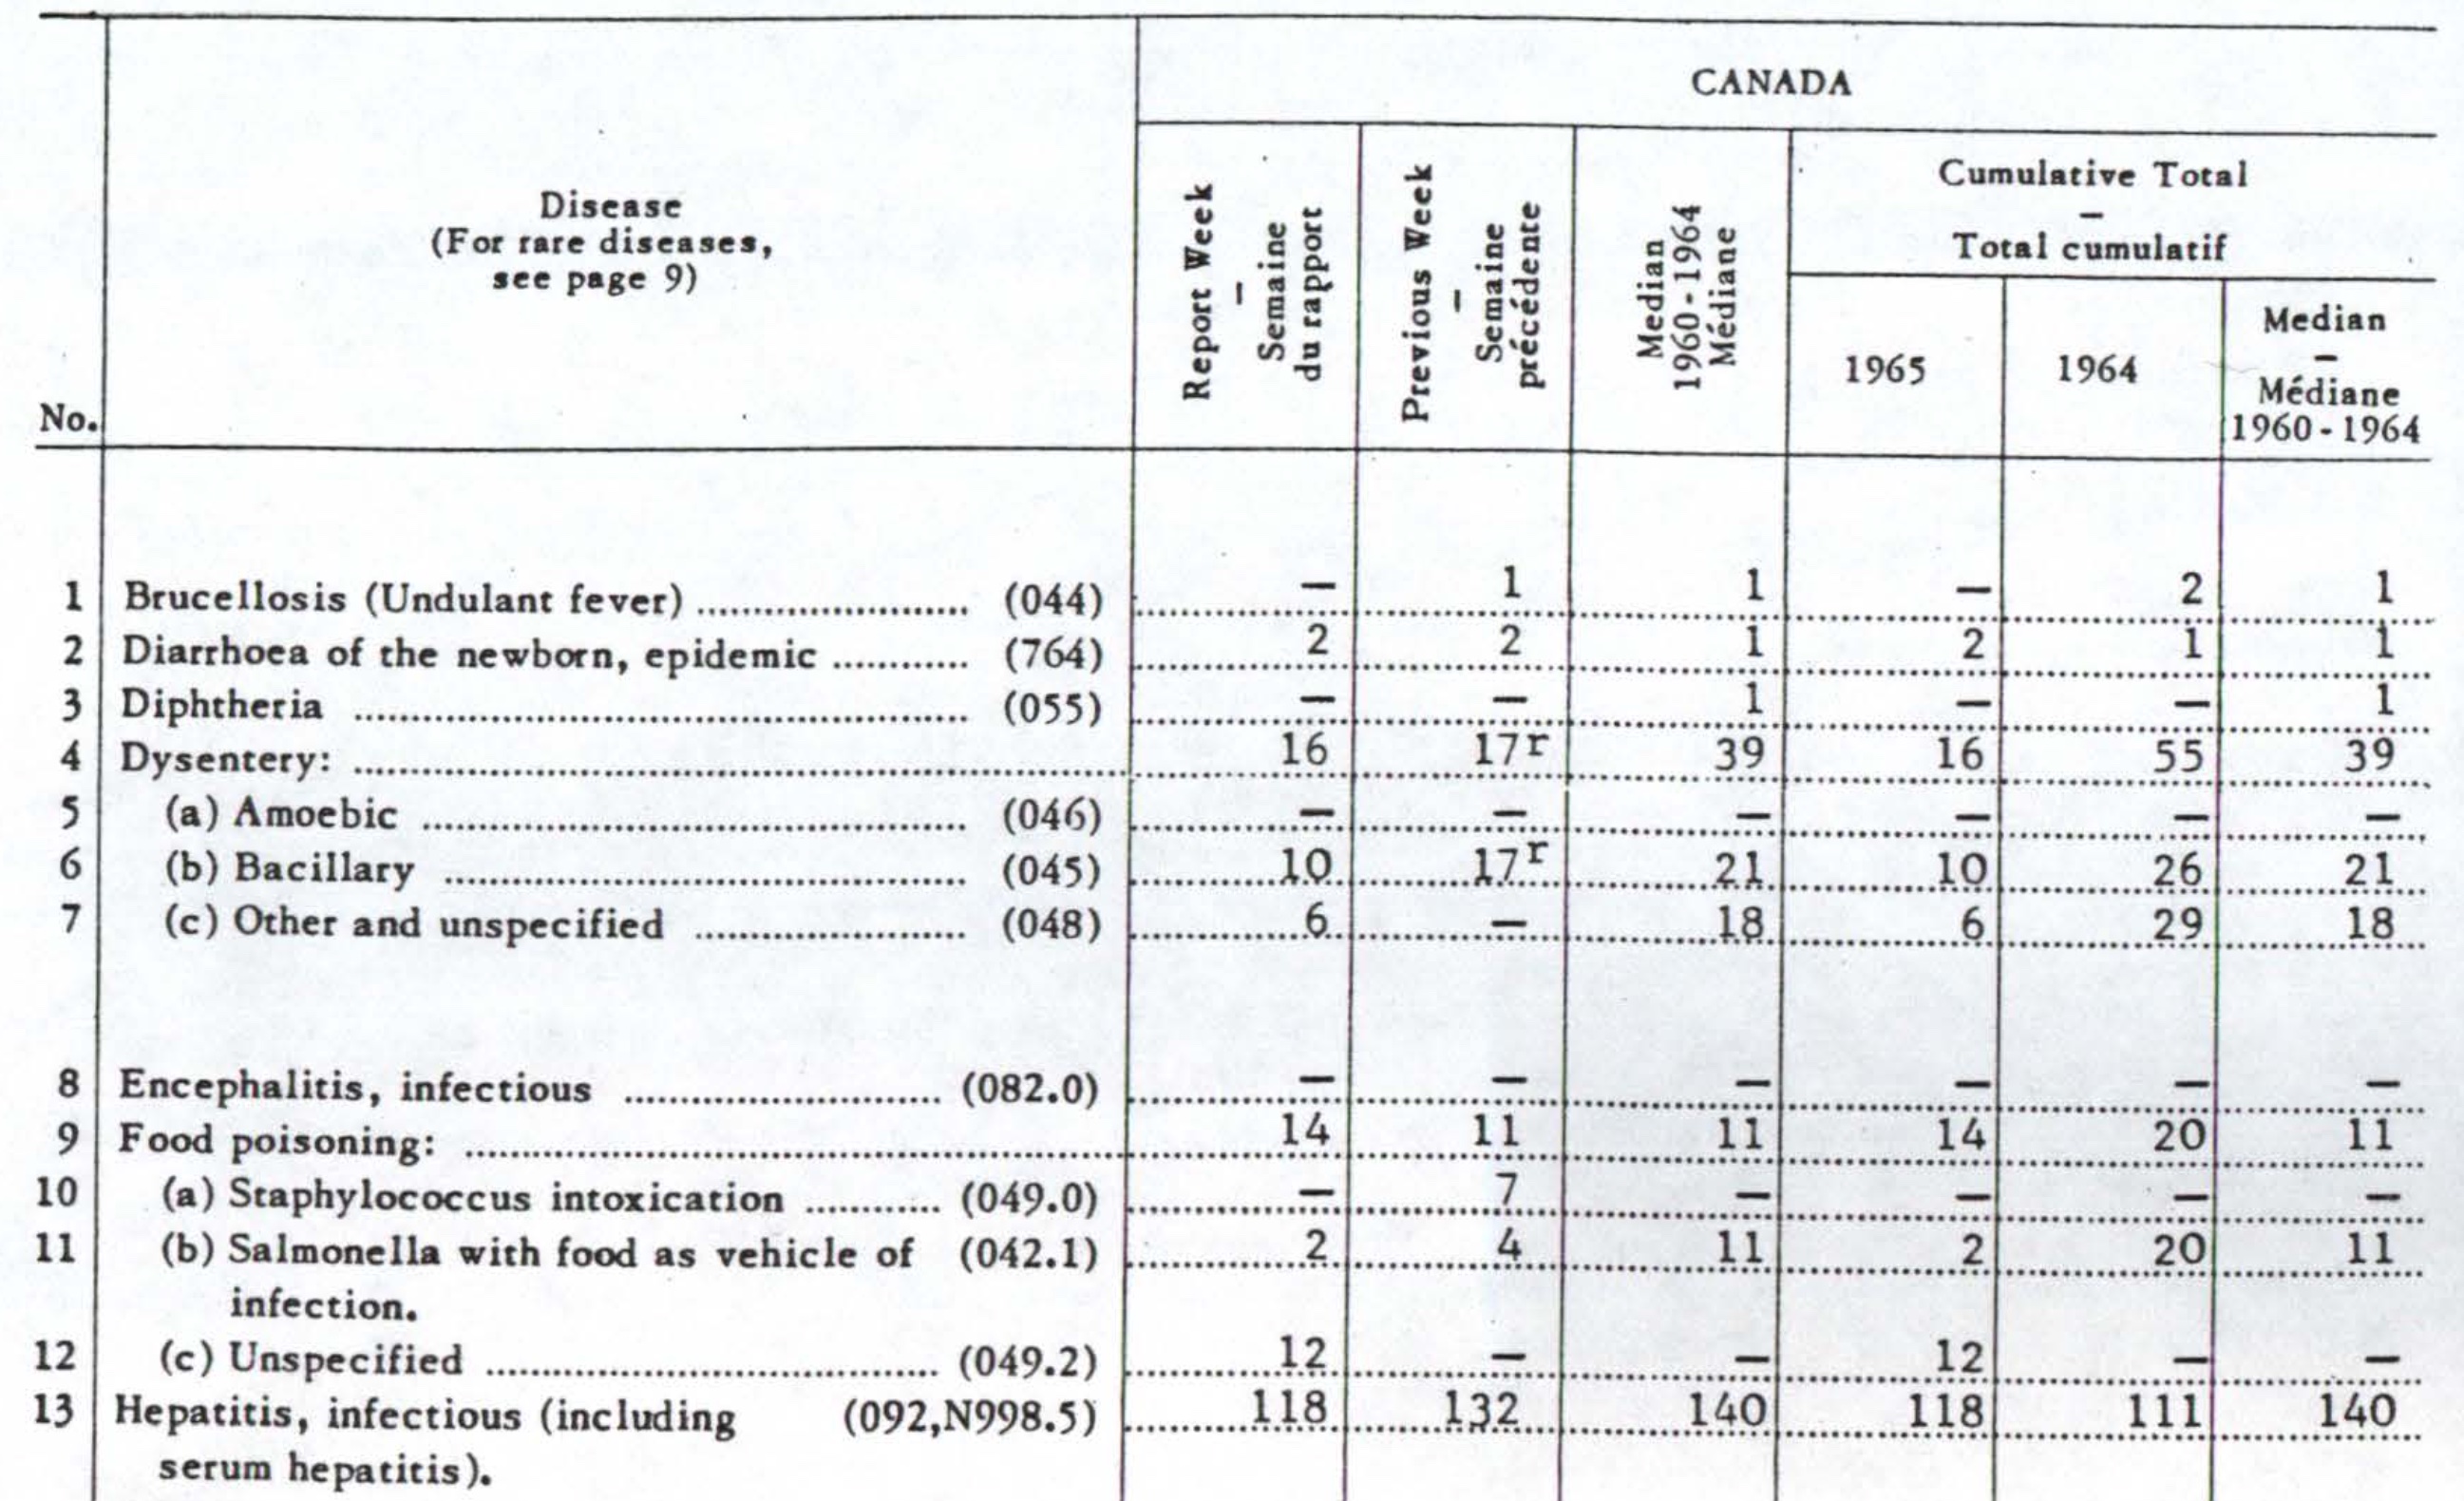 CANADA
Disease
(For rare diseases,
see page 9)
No.
Report Week
–
Semaine
du rapport
Previous Week
–
Semaine
précédente
Median
1960-1964
Médiane
Cumulative Total
–
Total cumulatif
1965
1964
Median
–
Médiane
1960-1964
1 Brucellosis (Undulant fever) ........................ (044) — 1 1 — 2 1
2 Diarrhoea of the newborn, epidemic ............ (764) 2 2 1 2 1 1
3 Diphtheria ........................ (055) — — 1 — — 1
4 Dysentery: ........................ 16 17r 39 16 55 39
5 (a) Amoebic ........................ (046) — — — — — —
6 (b) Bacillary ........................ (045) 10 17r 21 10 26 21
7 (c) Other and unspecified ........................ (048) 6 — 18 6 29 18
8 Encephalitis, infectious ........................ (082.0) — — — — — —
9 Food poisoning: ........................ 14 11 11 14 20 11
10 (a) Staphylococcus intoxication ............ (049.0) — 7 — — — —
11 (b) Salmonella with food as vehicle of (042.1) 2 4 11 2 20 11
infection.
12 (c) Unspecified ........................ (049.2) 12 — — 12 — —
13 Hepatitis, infectious (including (092,N998.5) 118 132 140 118 111 140
serum hepatitis).